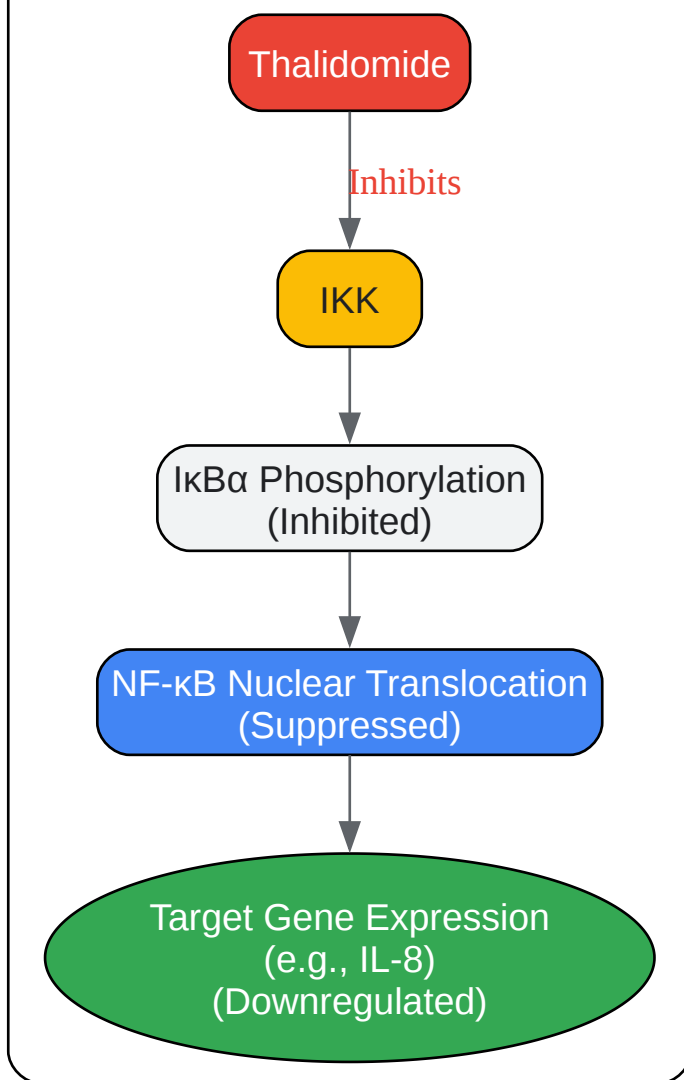 Thalidomide
Inhibits
IKK
IκBα Phosphorylation
(Inhibited)
NF-κB Nuclear Translocation
(Suppressed)
Target Gene Expression
(e.g., IL-8)
(Downregulated)